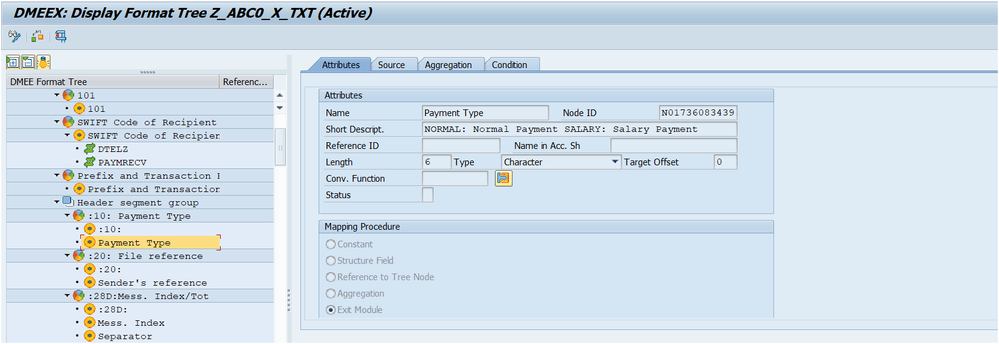 DMEEX: Display Format Tree Z_ABC0_X_TXT (Active)
Attributes Source Aggregation Condition
DMEE Format Tree Referenc...
101
101
SWIFT Code of Recipient
SWIFT Code of Recipien
DTELZ
PAYMRECV
Prefix and Transaction
Prefix and Transaction
Header segment group
:10: Payment Type
:10:
Payment Type
:20: File reference
:20:
Sender's reference
:28D:Mess. Index/Tot
:28D:
Mess. Index
Separator
Attributes
Name Payment Type Node ID N01736083439
Short Descript. NORMAL: Normal Payment SALARY: Salary Payment
Reference ID Name in Acc. Sh
Length 6 Type Character Target Offset 0
Conv. Function
Status
Mapping Procedure
Constant
Structure Field
Reference to Tree Node
Aggregation
Exit Module